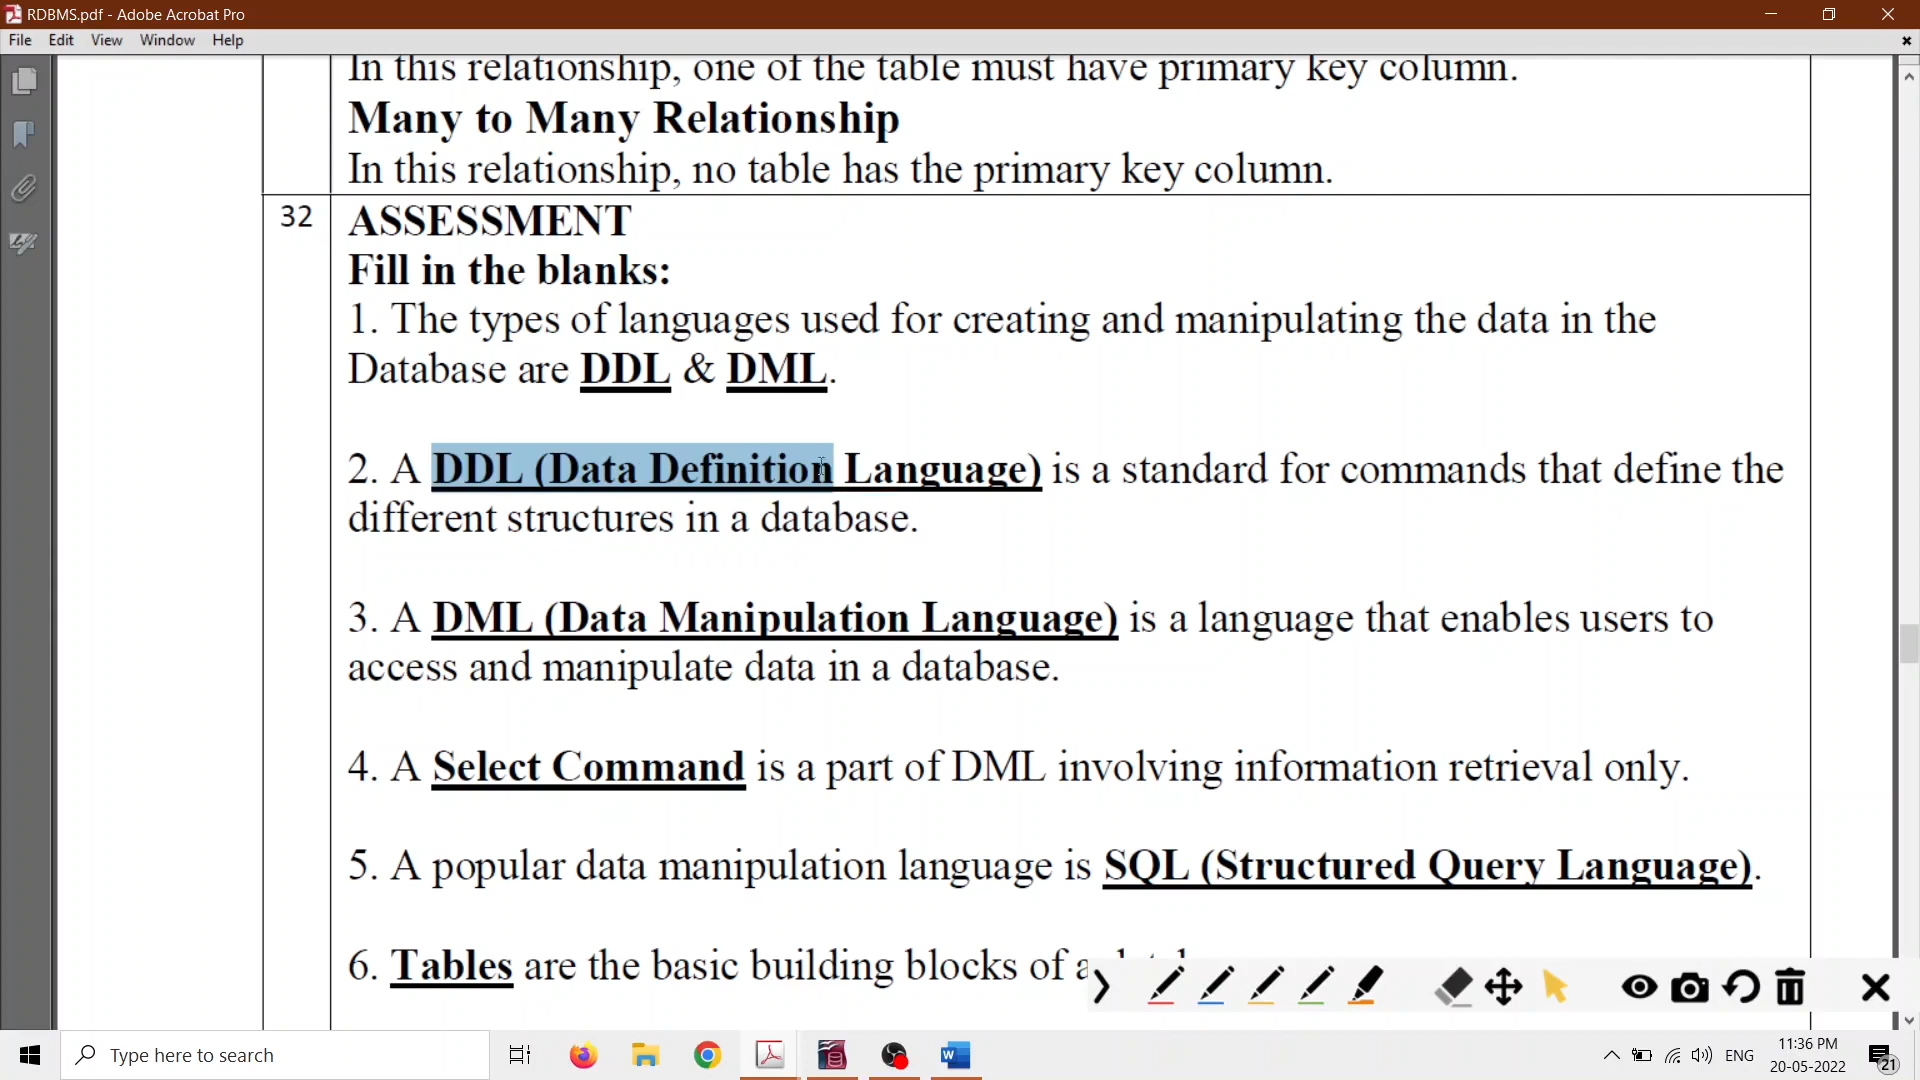 RDBMS.pdf - Adobe Acrobat Pro
File Edit View Window Help
In this relationship, one of the table must have primary key column.
Many to Many Relationship
In this relationship, no table has the primary key column.
32 ASSESSMENT
Fill in the blanks:
1. The types of languages used for creating and manipulating the data in the
Database are DDL & DML.
2. A DDL (Data Definition Language) is a standard for commands that define the
different structures in a database.
3. A DML (Data Manipulation Language) is a language that enables users to
access and manipulate data in a database.
4. A Select Command is a part of DML involving information retrieval only.
5. A popular data manipulation language is SQL (Structured Query Language).
6. Tables are the basic building blocks of a
Type here to search
ENG
11:36 PM
20-05-2022
21